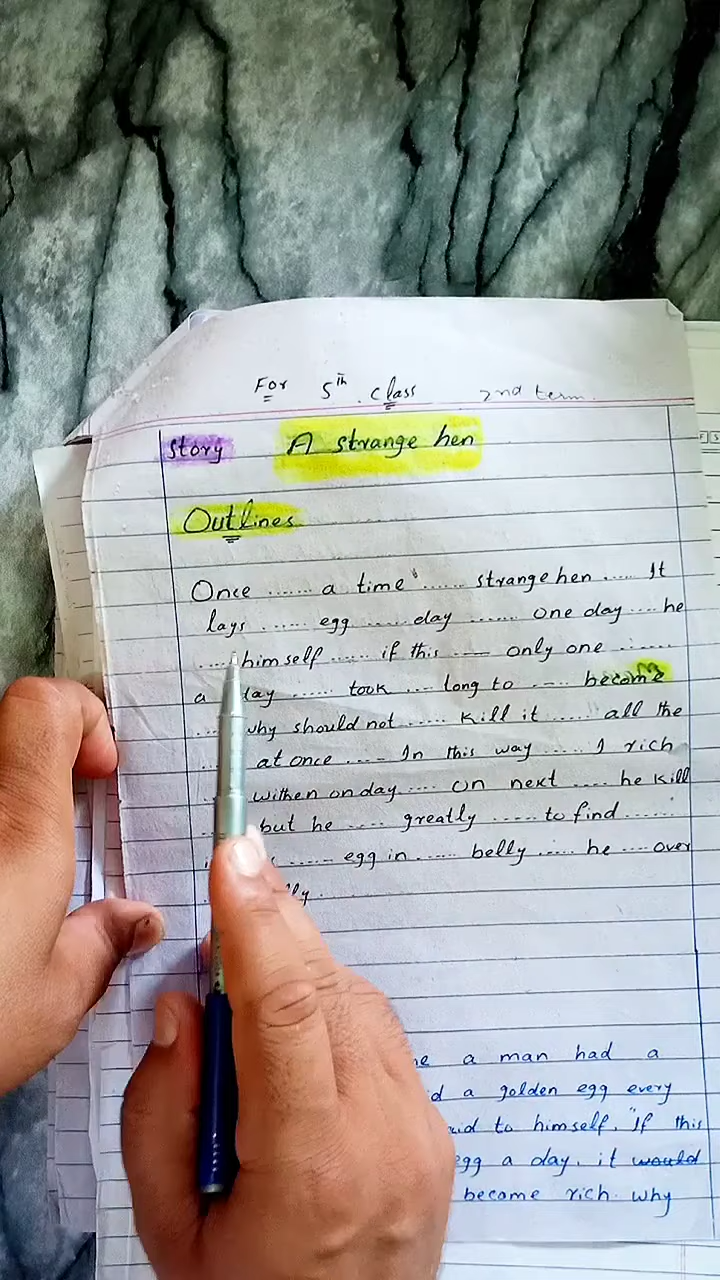 For 5th class 2nd term.
Story A strange hen
Outlines
Once ...... a time ...... strange hen .... It
lays ...... egg ..... day ...... one day .... he
.... himself ...... if this .... only one ......
a day ...... took .... long to .... become
.... why should not ..... kill it ..... all the
at once ..... In this way ..... I rich
withen on day .... on next .... he kill
but he .... greatly ..... to find ......
...... egg in ..... belly ..... he .... over
a man had a
a golden egg every
to himself. "If this
egg a day. it would
become rich why